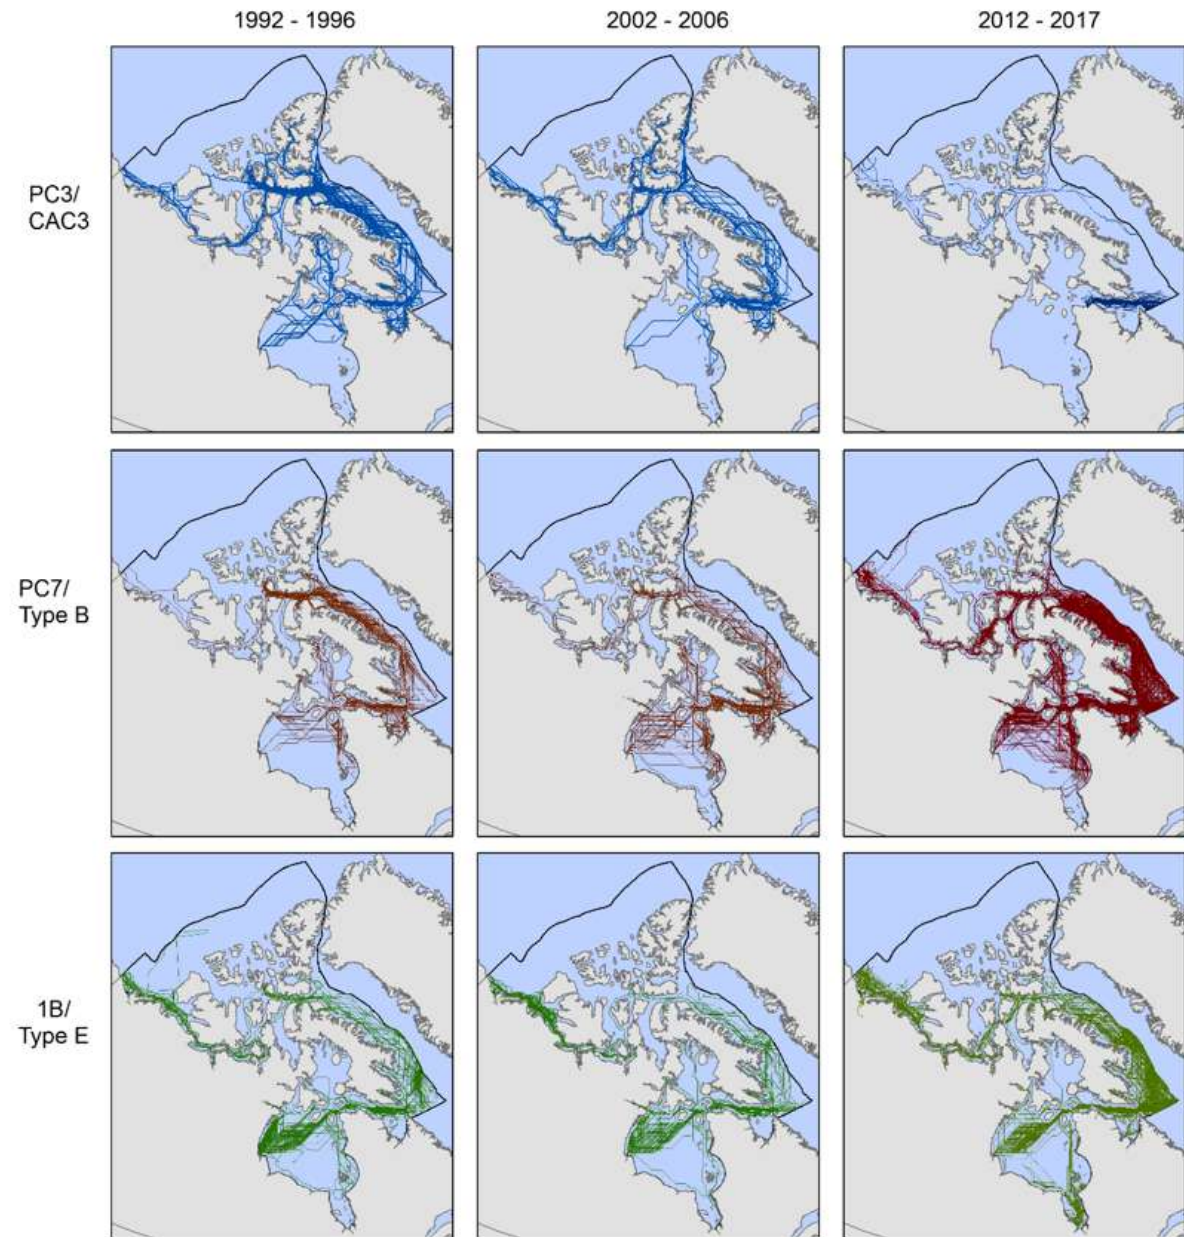 1992 - 1996
2002 - 2006
2012 - 2017
PC3/
CAC3
PC7/
Type B
1B/
Type E